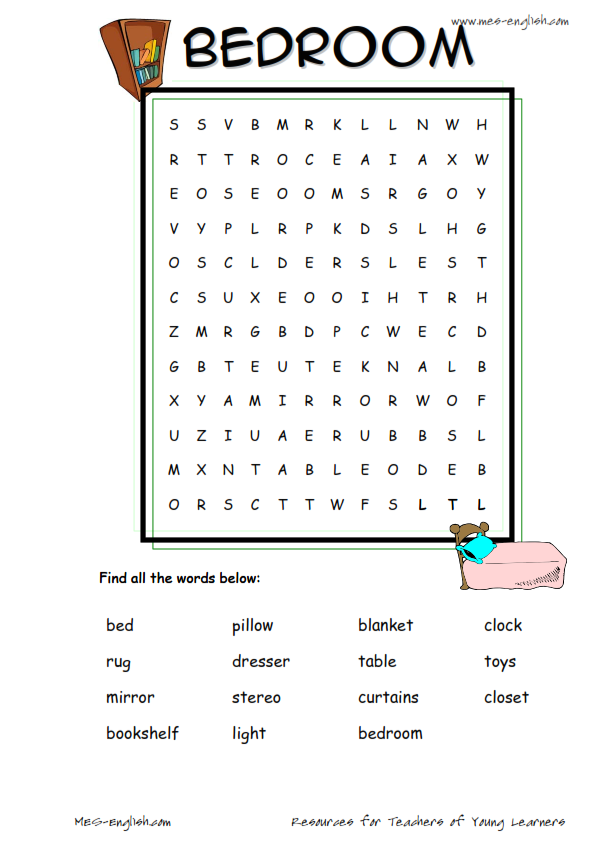 www.mes-english.com
BEDROOM
S S V B M R K L L N W H
R T T R O C E A I A X W
E O S E O O M S R G O Y
V Y P L R P K D S L H G
O S C L D E R S L E S T
C S U X E O O I H T R H
Z M R G B D P C W E C D
G B T E U T E K N A L B
X Y A M I R R O R W O F
U Z I U A E R U B B S L
M X N T A B L E O D E B
O R S C T T W F S L T L
Find all the words below:
bed pillow blanket clock
rug dresser table toys
mirror stereo curtains closet
bookshelf light bedroom
MES-English.com Resources for Teachers of Young Learners